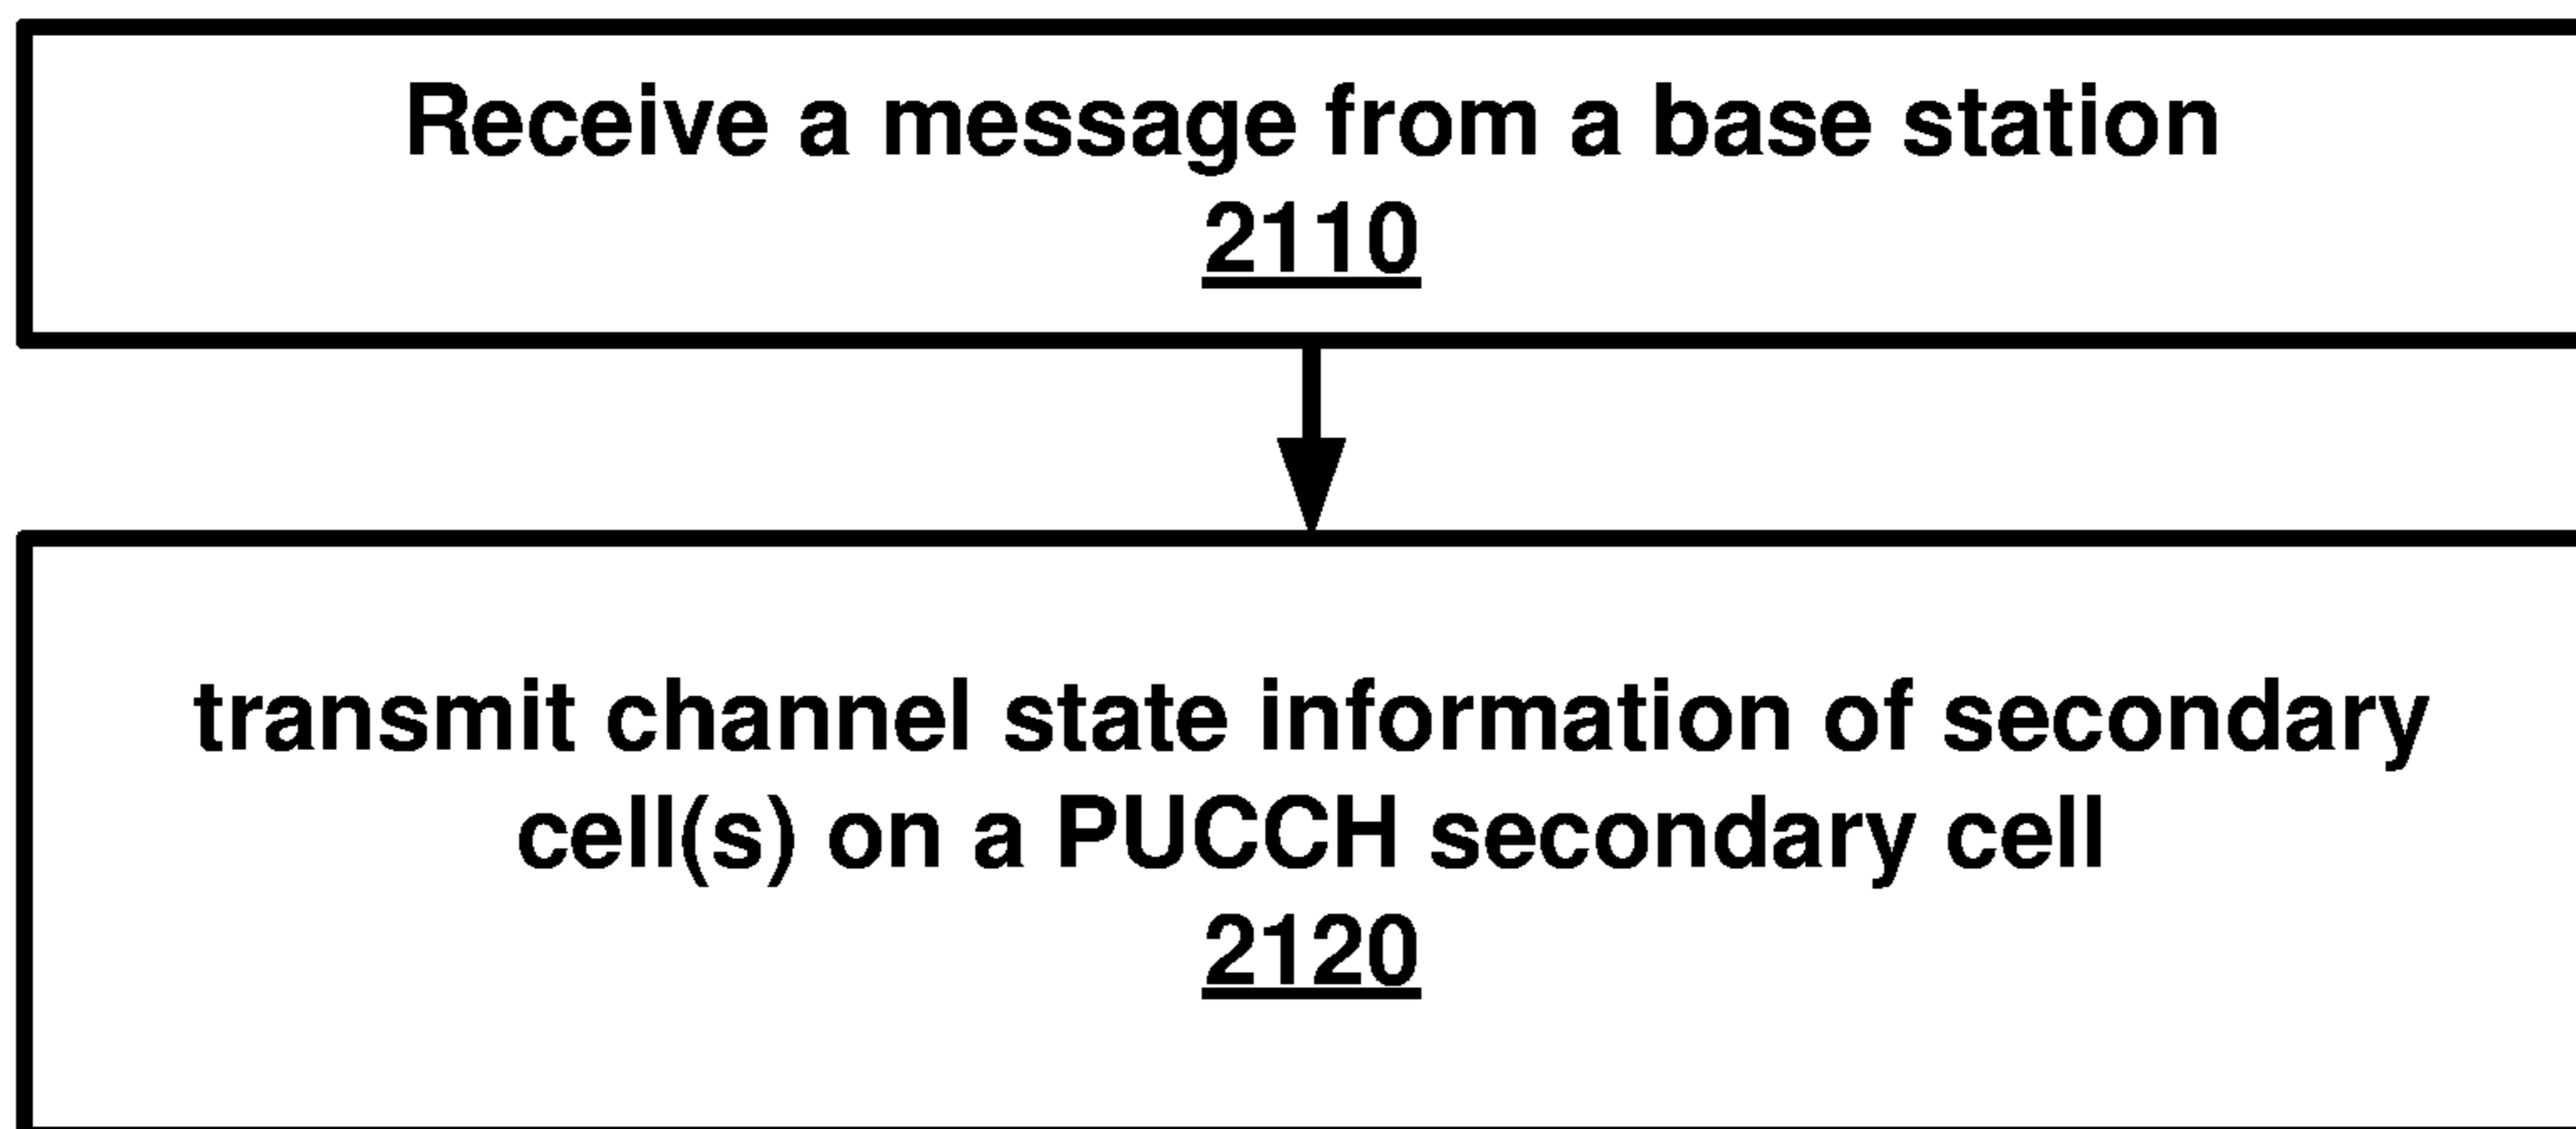 Receive a message from a base station
2110
transmit channel state information of secondary
cell(s) on a PUCCH secondary cell
2120